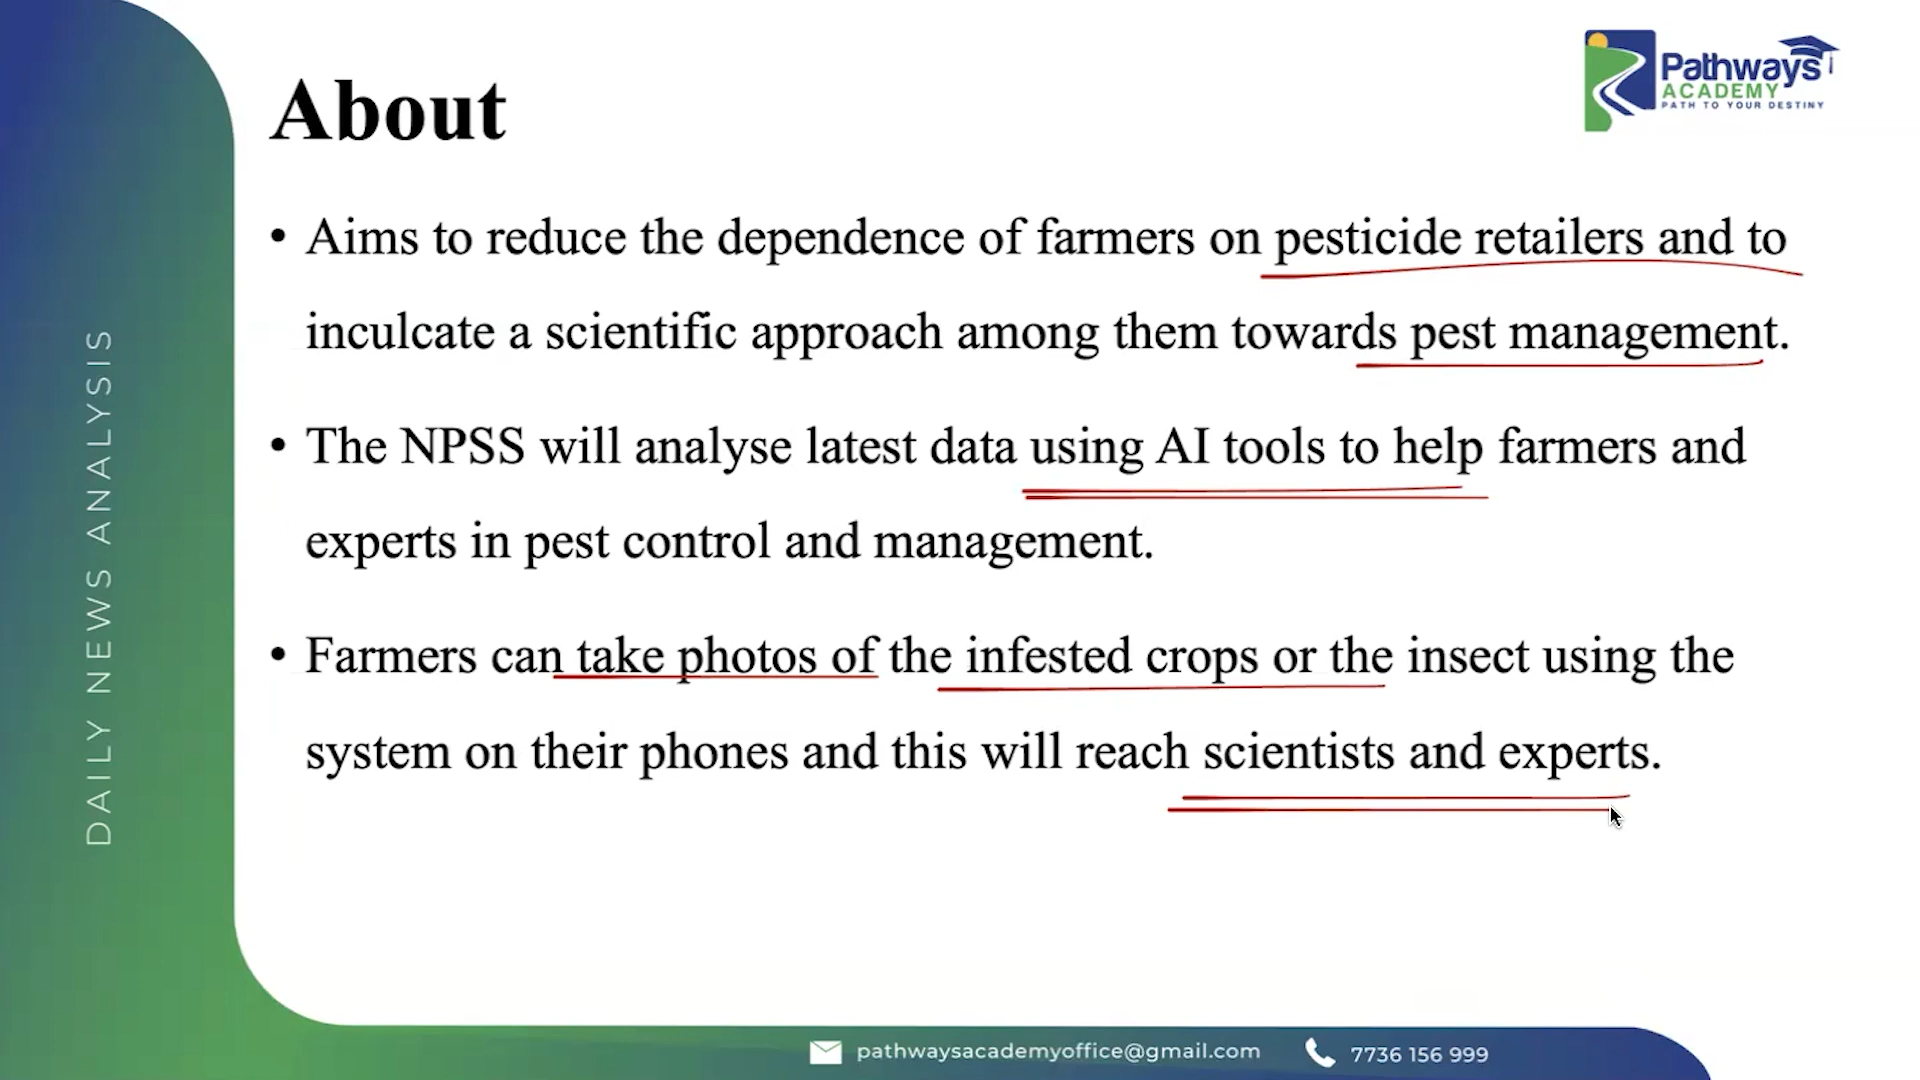 Pathways
ACADEMY
PATH TO YOUR DESTINY
About
• Aims to reduce the dependence of farmers on pesticide retailers and to
inculcate a scientific approach among them towards pest management.
• The NPSS will analyse latest data using AI tools to help farmers and
experts in pest control and management.
• Farmers can take photos of the infested crops or the insect using the
system on their phones and this will reach scientists and experts.
DAILY NEWS ANALYSIS
pathwaysacademyoffice@gmail.com
7736 156 999